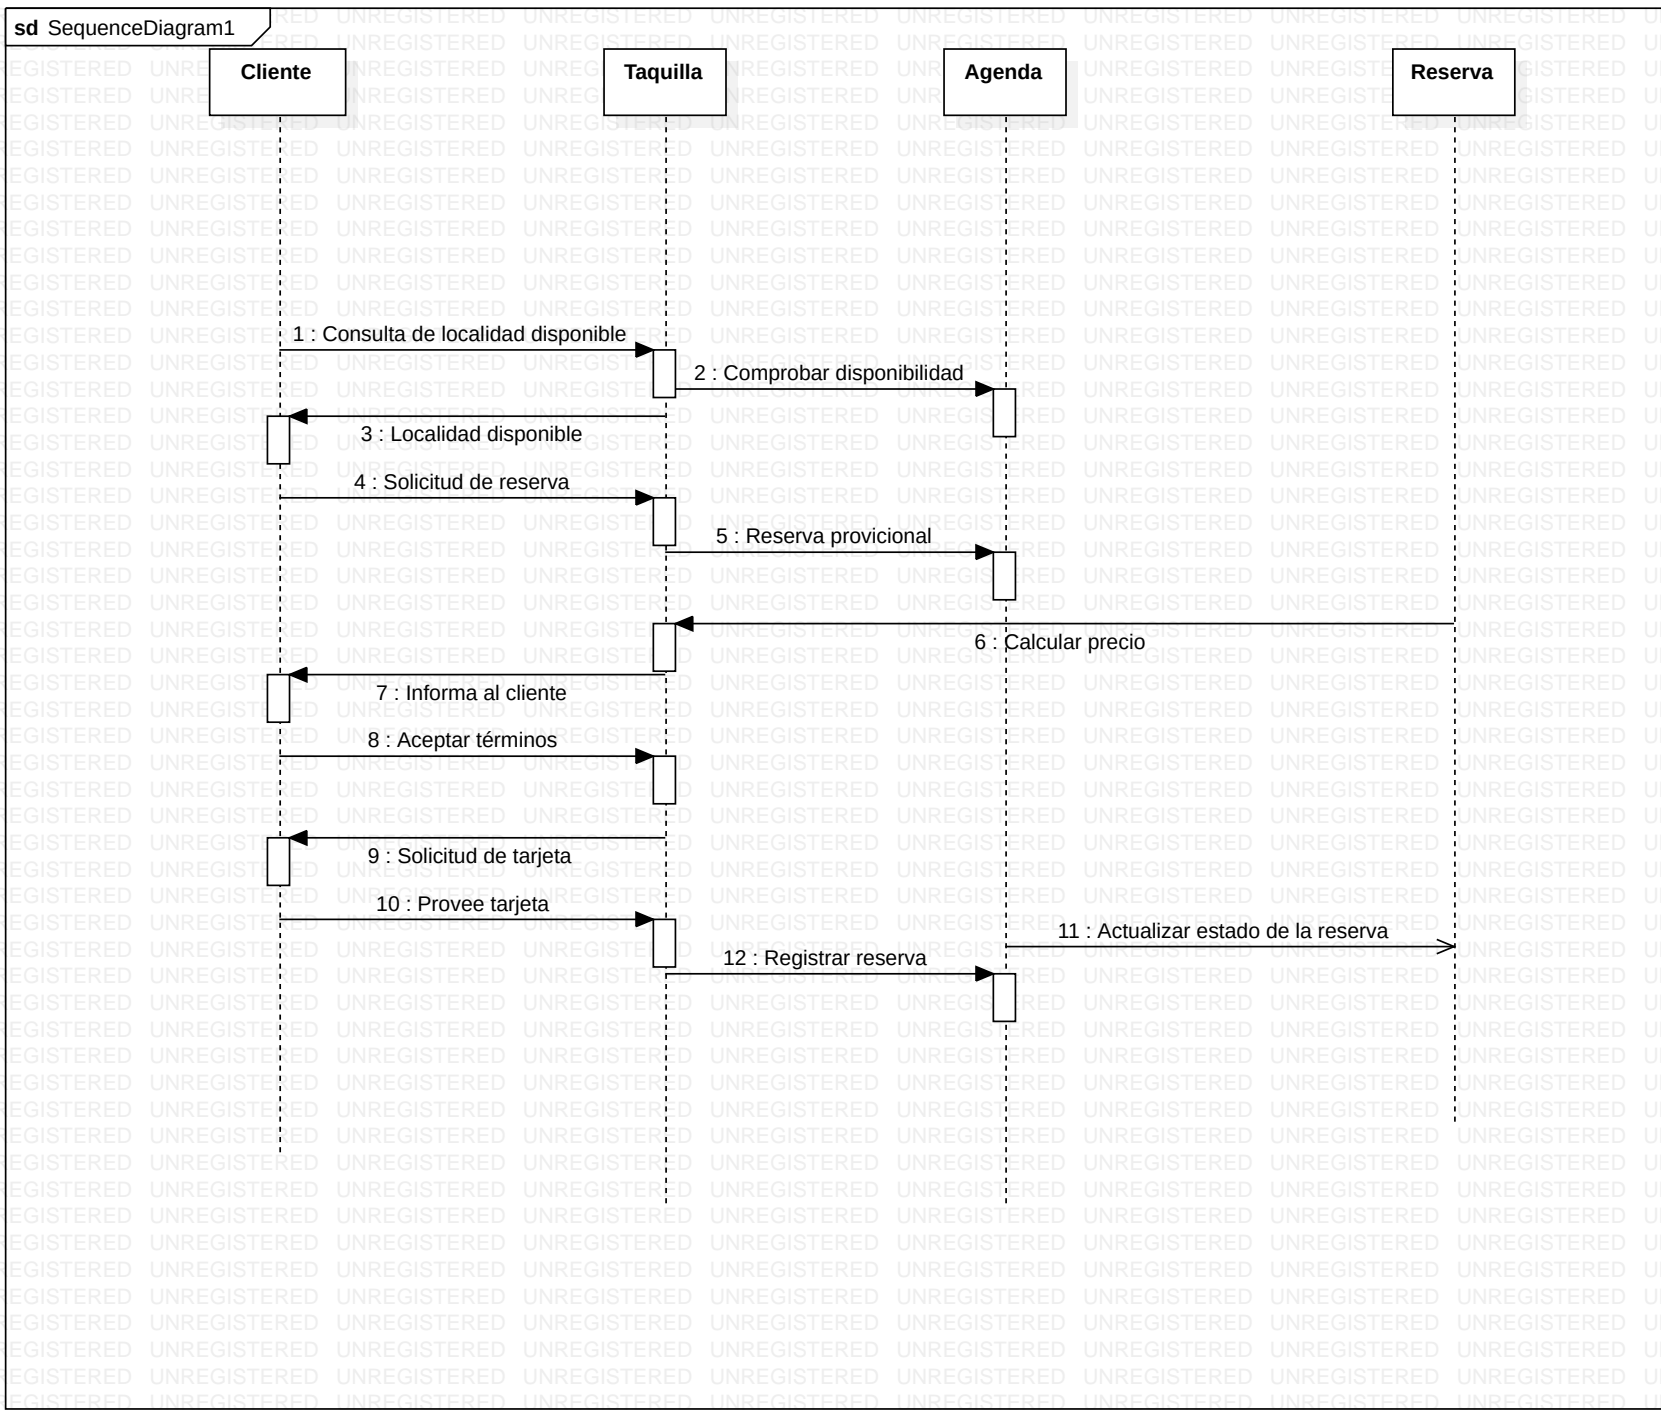 sd SequenceDiagram1
Cliente
Taquilla
Agenda
Reserva
1 : Consulta de localidad disponible
2 : Comprobar disponibilidad
3 : Localidad disponible
4 : Solicitud de reserva
5 : Reserva provicional
6 : Calcular precio
7 : Informa al cliente
8 : Aceptar términos
9 : Solicitud de tarjeta
10 : Provee tarjeta
11 : Actualizar estado de la reserva
12 : Registrar reserva
UNREGISTERED